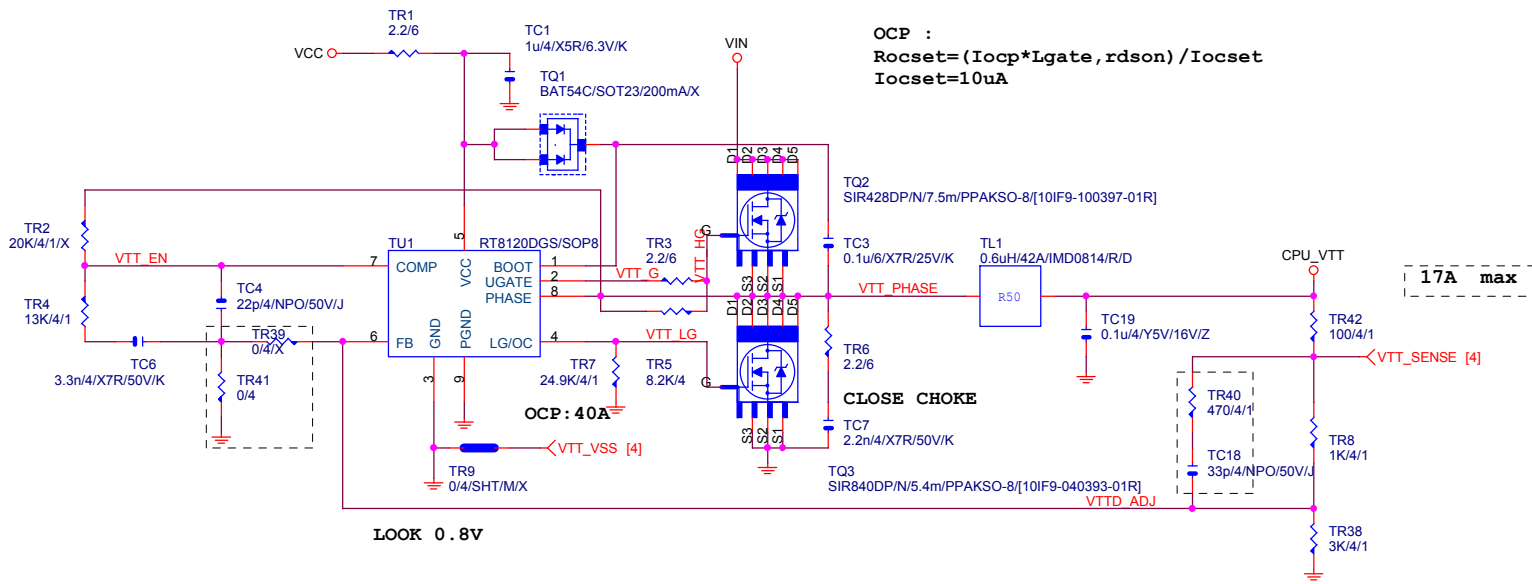 TR1
2.2/6
VCC
TC1
1u/4/X5R/6.3V/K
TQ1
BAT54C/SOT23/200mA/X
VIN
OCP :
Rocset=(Iocp*Lgate,rdson)/Iocset
Iocset=10uA
D1
D2
D3
D4
D5
TQ2
SIR428DP/N/7.5m/PPAKSO-8/[10IF9-100397-01R]
G
S3
S2
S1
TR2
20K/4/1/X
VTT_EN
TR4
13K/4/1
TC4
22p/4/NPO/50V/J
TC6
3.3n/4/X7R/50V/K
TR39
0/4/X
TR41
0/4
TU1
RT8120DGS/SOP8
5
VCC
7
COMP
BOOT
1
UGATE
2
PHASE
8
6
FB
GND
PGND
LG/OC
4
3
9
TR3
2.2/6
VTT_G
VTT_HG
VTT_LG
TR7
24.9K/4/1
TR5
8.2K/4
OCP:40A
TC3
0.1u/6/X7R/25V/K
VTT_PHASE
TL1
0.6uH/42A/IMD0814/R/D
R50
CPU_VTT
17A max
D1
D2
D3
D4
D5
G
S3
S2
S1
TR6
2.2/6
CLOSE CHOKE
TC7
2.2n/4/X7R/50V/K
TQ3
SIR840DP/N/5.4m/PPAKSO-8/[10IF9-040393-01R]
TC19
0.1u/4/Y5V/16V/Z
TR42
100/4/1
VTT_SENSE [4]
TR40
470/4/1
TC18
33p/4/NPO/50V/J
TR8
1K/4/1
VTTD_ADJ
TR38
3K/4/1
VTT_VSS [4]
TR9
0/4/SHT/M/X
LOOK 0.8V